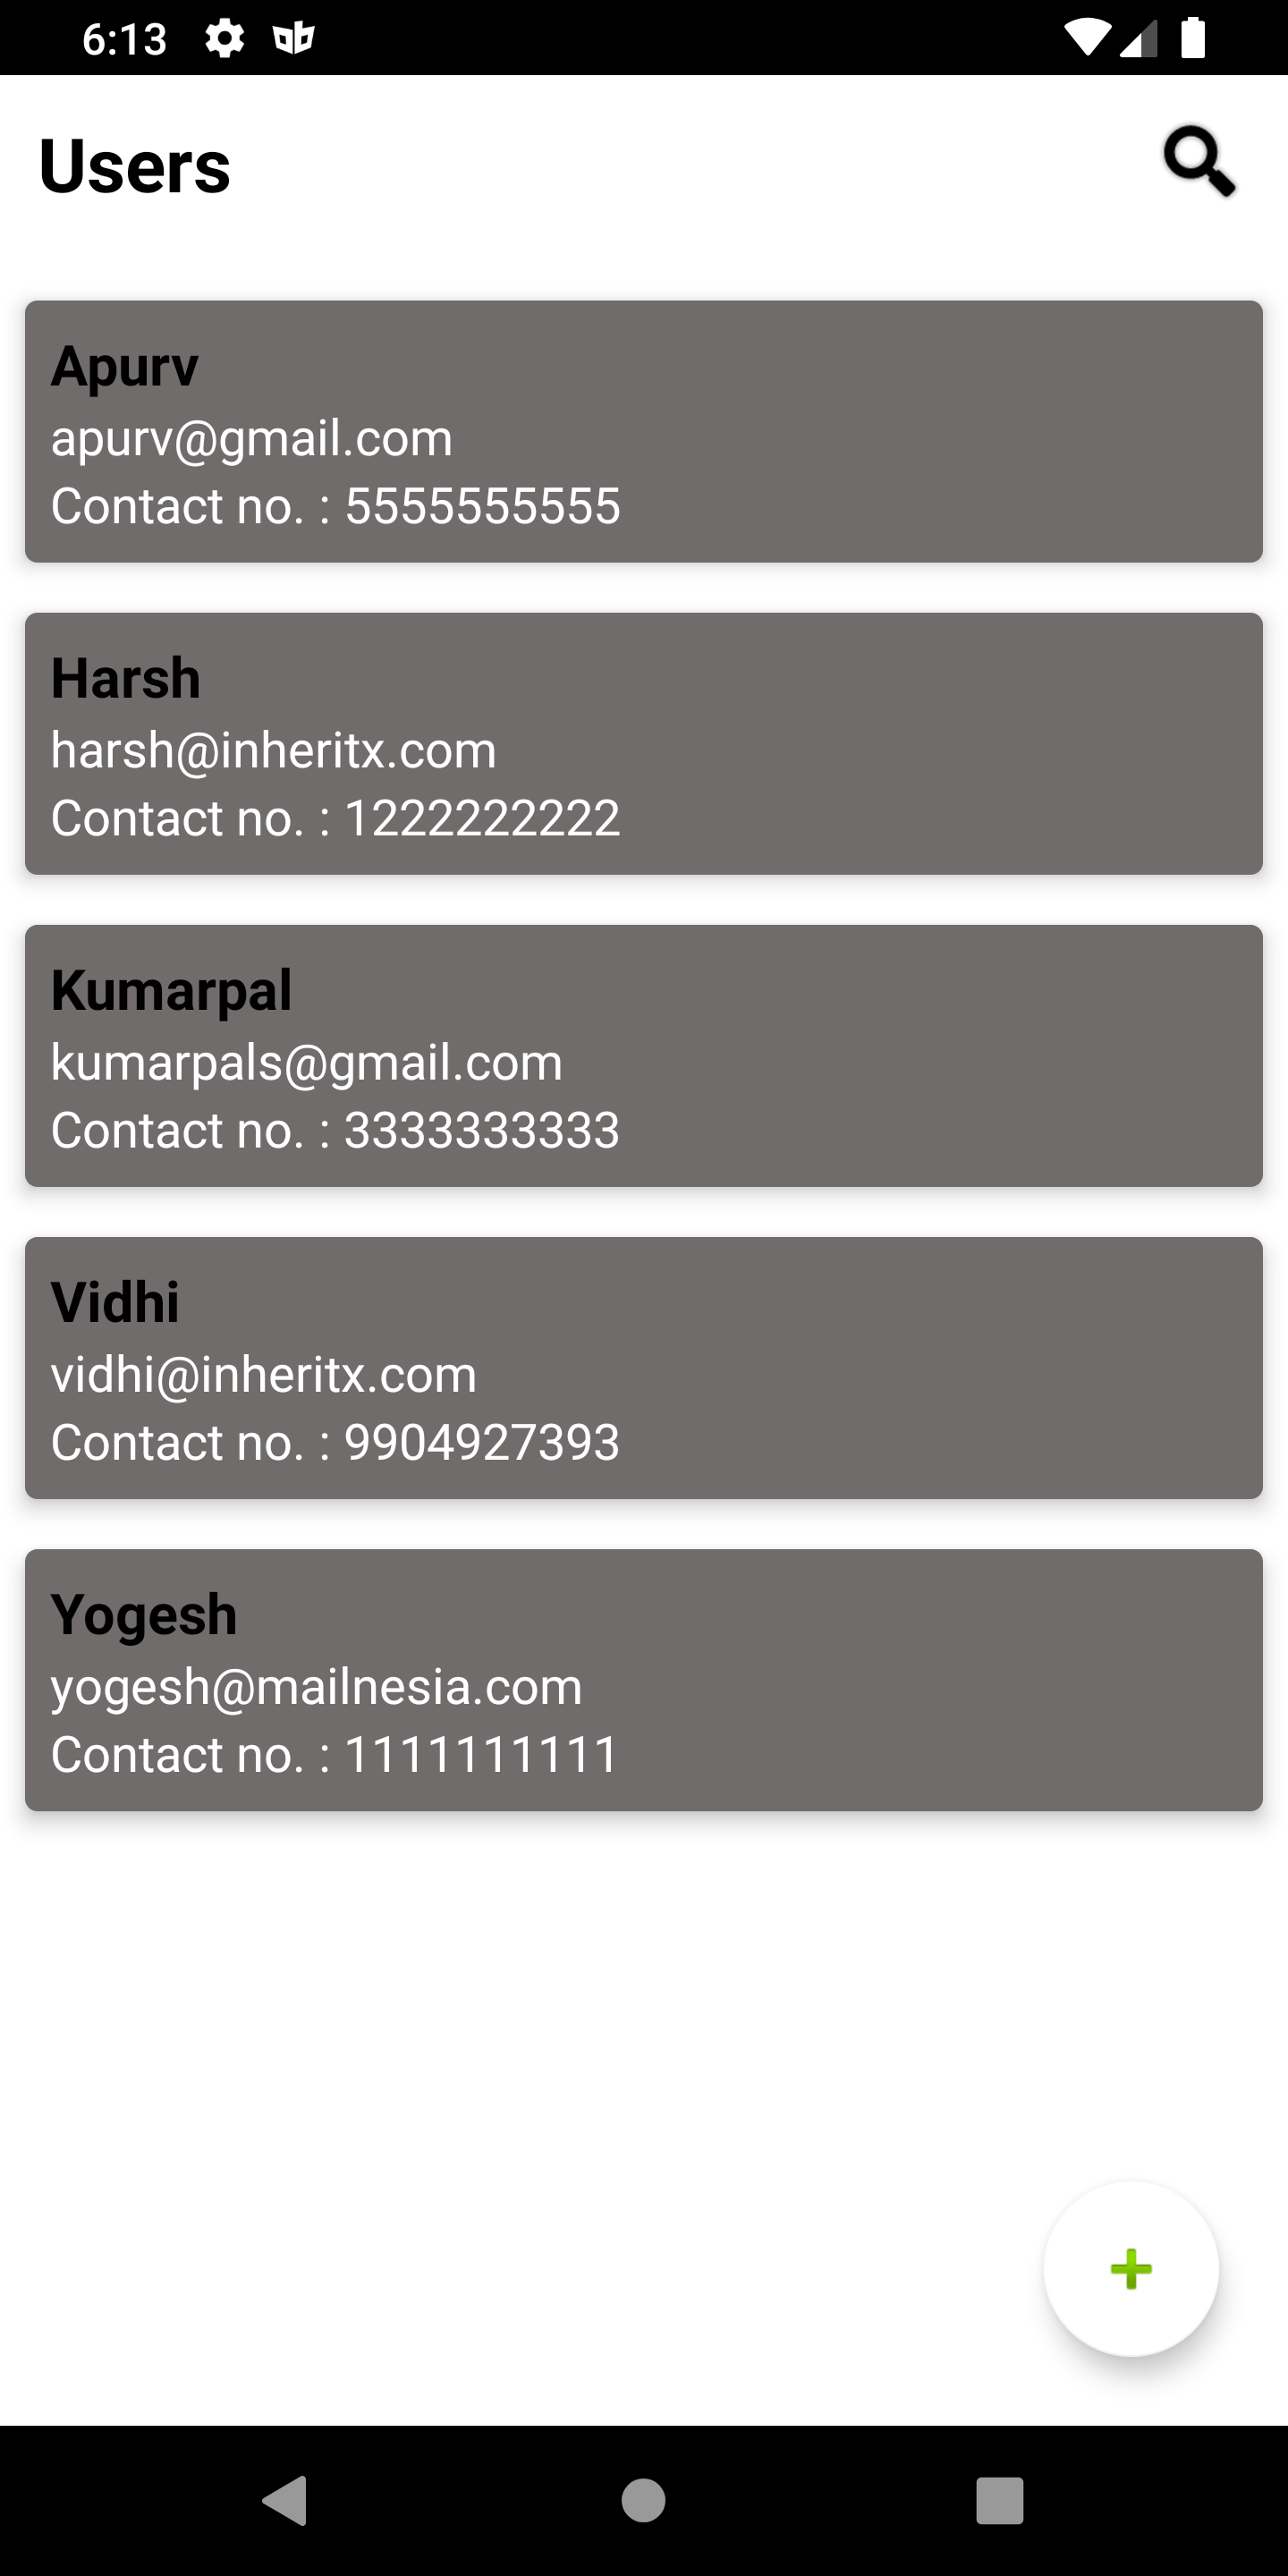 6:13
Users
Apurv
apurv@gmail.com
Contact no. : 5555555555
Harsh
harsh@inheritx.com
Contact no. : 1222222222
Kumarpal
kumarpals@gmail.com
Contact no. : 3333333333
Vidhi
vidhi@inheritx.com
Contact no. : 9904927393
Yogesh
yogesh@mailnesia.com
Contact no. : 1111111111